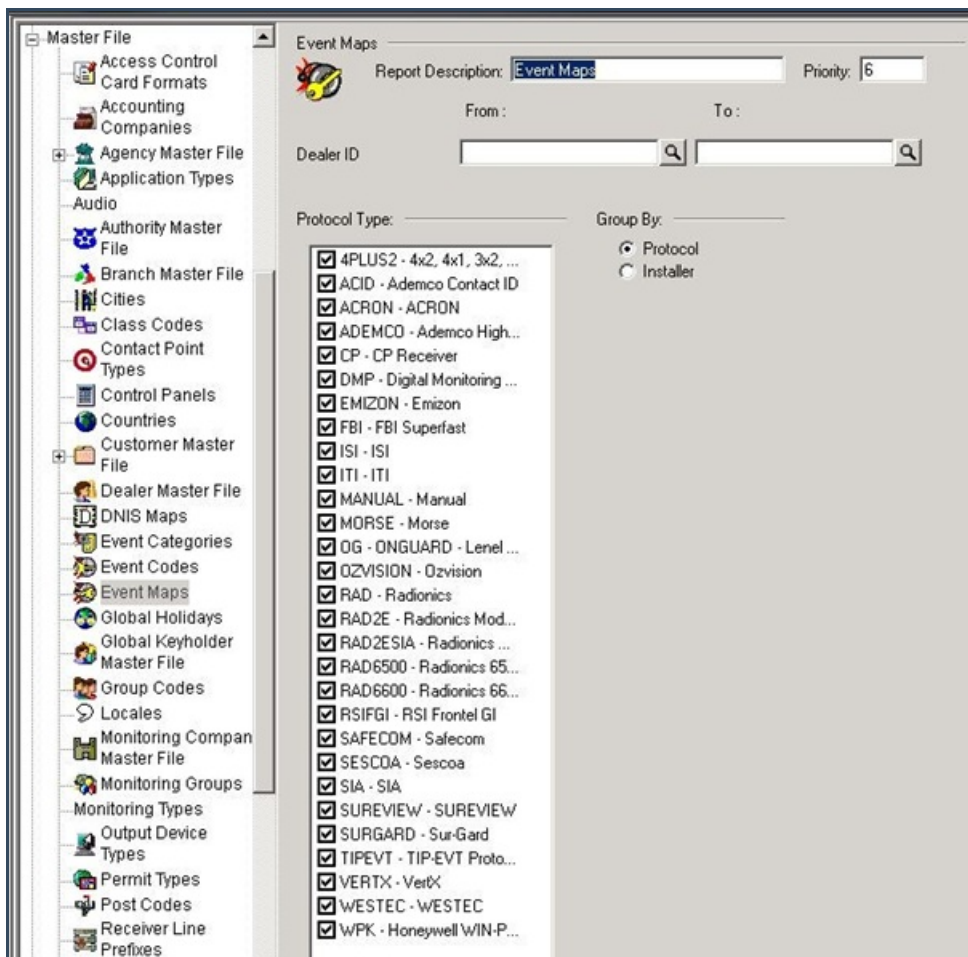 Master File
Access Control
Card Formats
Accounting
Companies
Agency Master File
Application Types
Audio
Authority Master
File
Branch Master File
Cities
Class Codes
Contact Point
Types
Control Panels
Countries
Customer Master
File
Dealer Master File
DNIS Maps
Event Categories
Event Codes
Event Maps
Global Holidays
Global Keyholder
Master File
Group Codes
Locales
Monitoring Compan
Master File
Monitoring Groups
Monitoring Types
Output Device
Types
Permit Types
Post Codes
Receiver Line
Prefixes
Event Maps
Report Description: Event Maps Priority: 6
From : To :
Dealer ID
Protocol Type:
4PLUS2 - 4x2, 4x1, 3x2, ...
ACID - Ademco Contact ID
ACRON - ACRON
ADEMCO - Ademco High...
CP - CP Receiver
DMP - Digital Monitoring ...
EMIZON - Emizon
FBI - FBI Superfast
ISI - ISI
ITI - ITI
MANUAL - Manual
MORSE - Morse
OG - ONGUARD - Lenel ...
OZVISION - Ozvision
RAD - Radionics
RAD2E - Radionics Mod...
RAD2ESIA - Radionics ...
RAD6500 - Radionics 65...
RAD6600 - Radionics 66...
RSIFGI - RSI Frontel GI
SAFECOM - Safecom
SESCOA - Sescoa
SIA - SIA
SUREVIEW - SUREVIEW
SURGARD - Sur-Gard
TIPEVT - TIP-EVT Proto...
VERTX - VertX
WESTEC - WESTEC
WPK - Honeywell WIN-P...
Group By:
Protocol
Installer